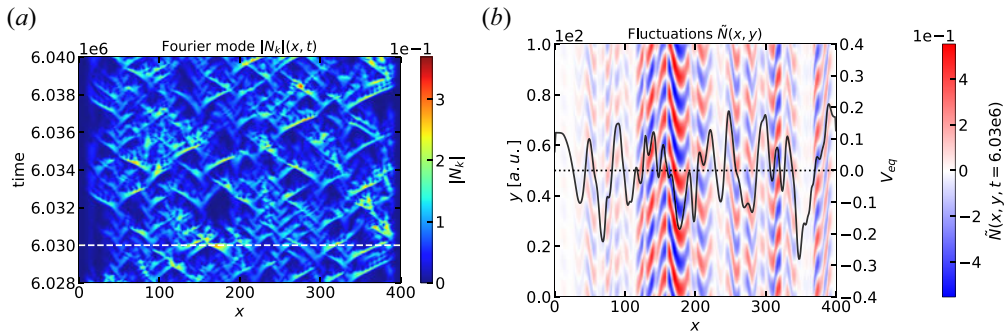 (a)
Fourier mode |N_k|(x, t)
1e6
1e−1
6.040
6.036
6.034
6.032
6.030
6.028
time
0
100
200
300
400
x
3
2
1
0
|N_k|
(b)
Fluctuations Ñ(x, y)
1e2
1.0
0.8
0.6
0.4
0.2
0.0
y [a.u.]
0
100
200
300
400
x
0.4
0.3
0.2
0.1
0.0
−0.1
−0.2
−0.3
−0.4
V_eq
1e−1
4
2
0
−2
−4
Ñ(x, y, t = 6.03e6)